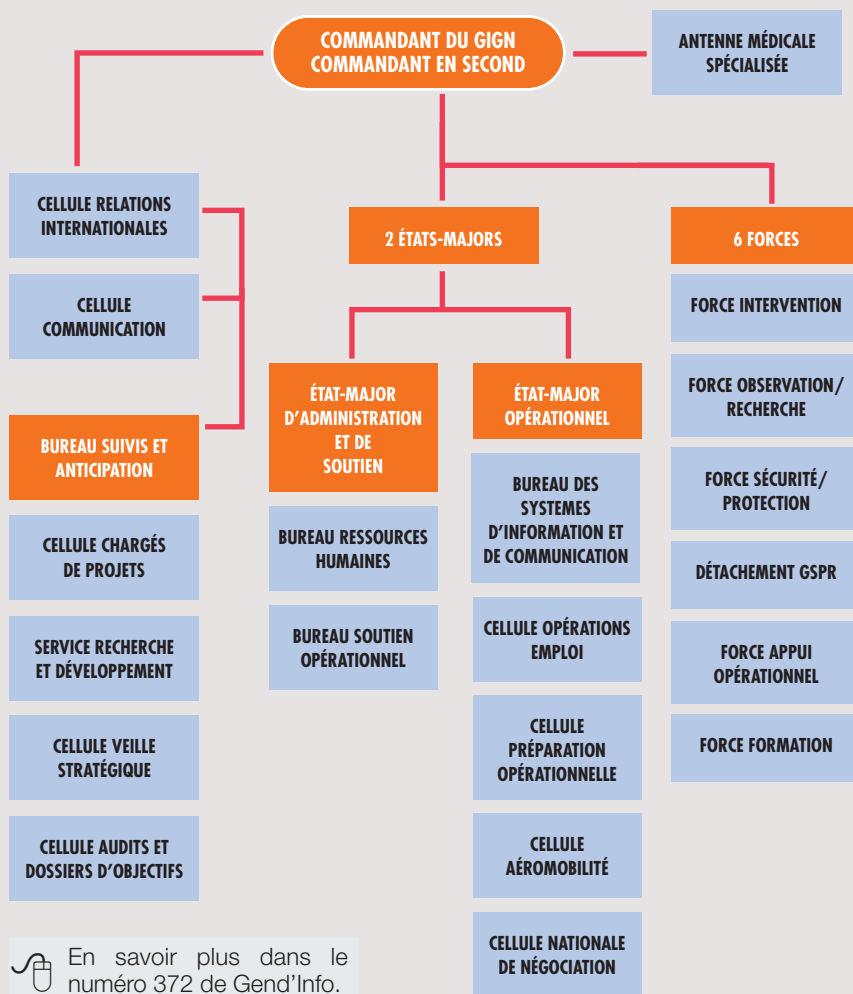 COMMANDANT DU GIGN
COMMANDANT EN SECOND
ANTENNE MÉDICALE
SPÉCIALISÉE
CELLULE RELATIONS
INTERNATIONALES
CELLULE
COMMUNICATION
BUREAU SUIVIS ET
ANTICIPATION
CELLULE CHARGÉS
DE PROJETS
SERVICE RECHERCHE
ET DÉVELOPPEMENT
CELLULE VEILLE
STRATÉGIQUE
CELLULE AUDITS ET
DOSSIERS D'OBJECTIFS
2 ÉTATS-MAJORS
ÉTAT-MAJOR
D'ADMINISTRATION
ET DE
SOUTIEN
BUREAU RESSOURCES
HUMAINES
BUREAU SOUTIEN
OPÉRATIONNEL
ÉTAT-MAJOR
OPÉRATIONNEL
BUREAU DES
SYSTEMES
D'INFORMATION ET
DE COMMUNICATION
CELLULE OPÉRATIONS
EMPLOI
CELLULE
PRÉPARATION
OPÉRATIONNELLE
CELLULE
AÉROMOBILITÉ
CELLULE NATIONALE
DE NÉGOCIATION
6 FORCES
FORCE INTERVENTION
FORCE OBSERVATION/
RECHERCHE
FORCE SÉCURITÉ/
PROTECTION
DÉTACHEMENT GSPR
FORCE APPUI
OPÉRATIONNEL
FORCE FORMATION
En savoir plus dans le
numéro 372 de Gend'Info.